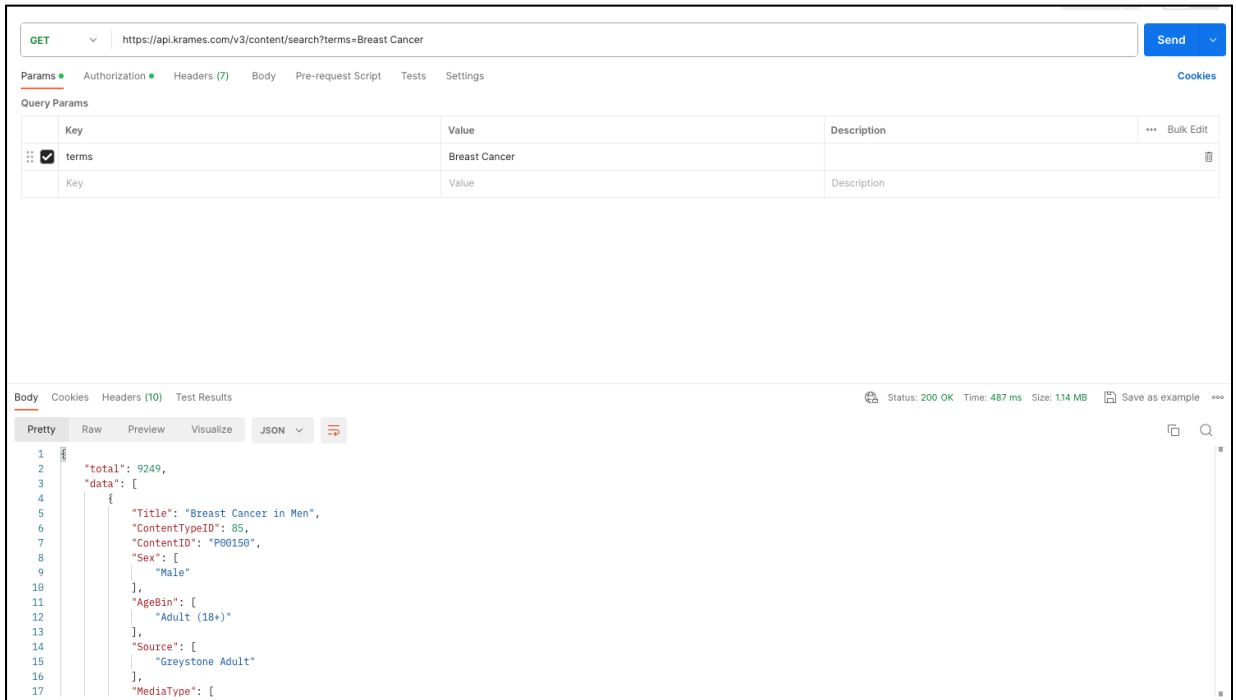 GET https://api.krames.com/v3/content/search?terms=Breast Cancer Send
Params Authorization Headers (7) Body Pre-request Script Tests Settings Cookies
Query Params
Key Value Description Bulk Edit
terms Breast Cancer
Key Value Description
Body Cookies Headers (10) Test Results Status: 200 OK Time: 487 ms Size: 1.14 MB Save as example
Pretty Raw Preview Visualize JSON
1 {
2 "total": 9249,
3 "data": [
4 {
5 "Title": "Breast Cancer in Men",
6 "ContentTypeID": 85,
7 "ContentID": "P00150",
8 "Sex": [
9 "Male"
10 ],
11 "AgeBin": [
12 "Adult (18+)"
13 ],
14 "Source": [
15 "Greystone Adult"
16 ],
17 "MediaType": [